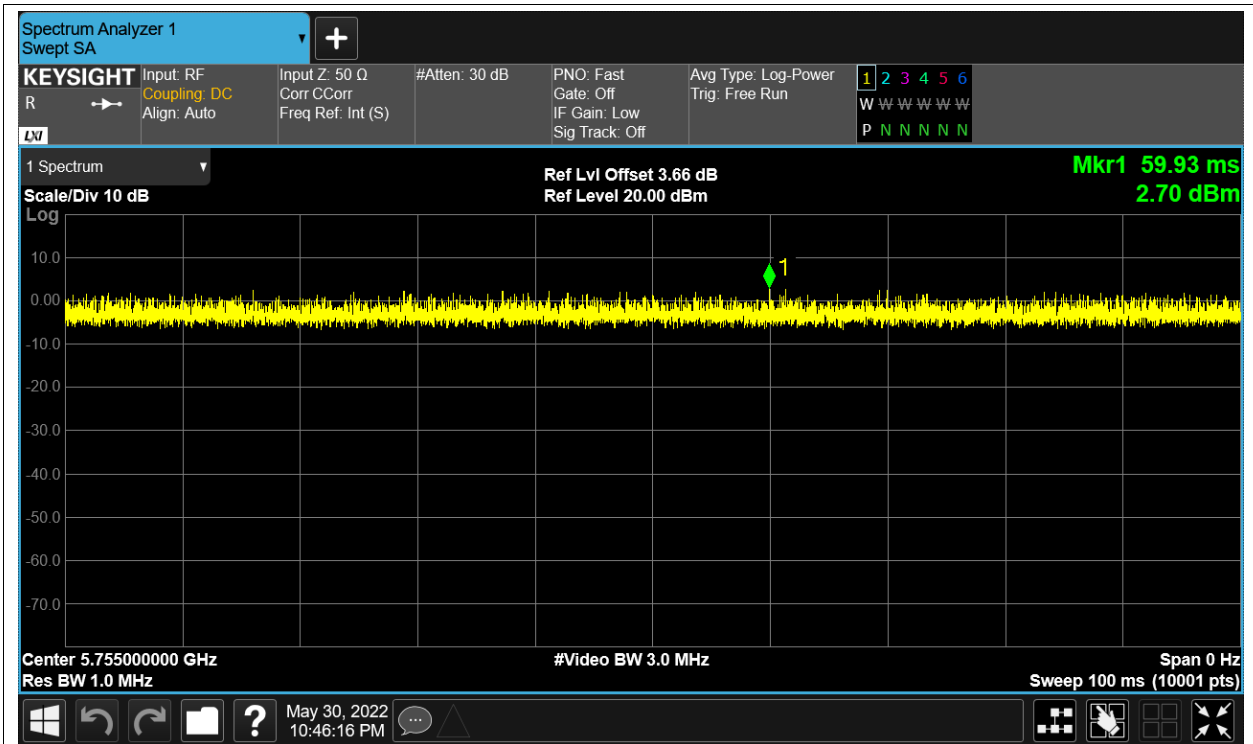 Spectrum Analyzer 1
Swept SA
KEYSIGHT Input: RF Input Z: 50 Ω #Atten: 30 dB PNO: Fast Avg Type: Log-Power 1 2 3 4 5 6
R Coupling: DC Corr CCorr Gate: Off Trig: Free Run W W W W W W
Align: Auto Freq Ref: Int (S) IF Gain: Low
LXI Sig Track: Off P N N N N N
1 Spectrum Ref Lvl Offset 3.66 dB Mkr1 59.93 ms
Scale/Div 10 dB Ref Level 20.00 dBm 2.70 dBm
Log
10.0
1
0.00
-10.0
-20.0
-30.0
-40.0
-50.0
-60.0
-70.0
Center 5.755000000 GHz #Video BW 3.0 MHz Span 0 Hz
Res BW 1.0 MHz Sweep 100 ms (10001 pts)
? May 30, 2022
10:46:16 PM